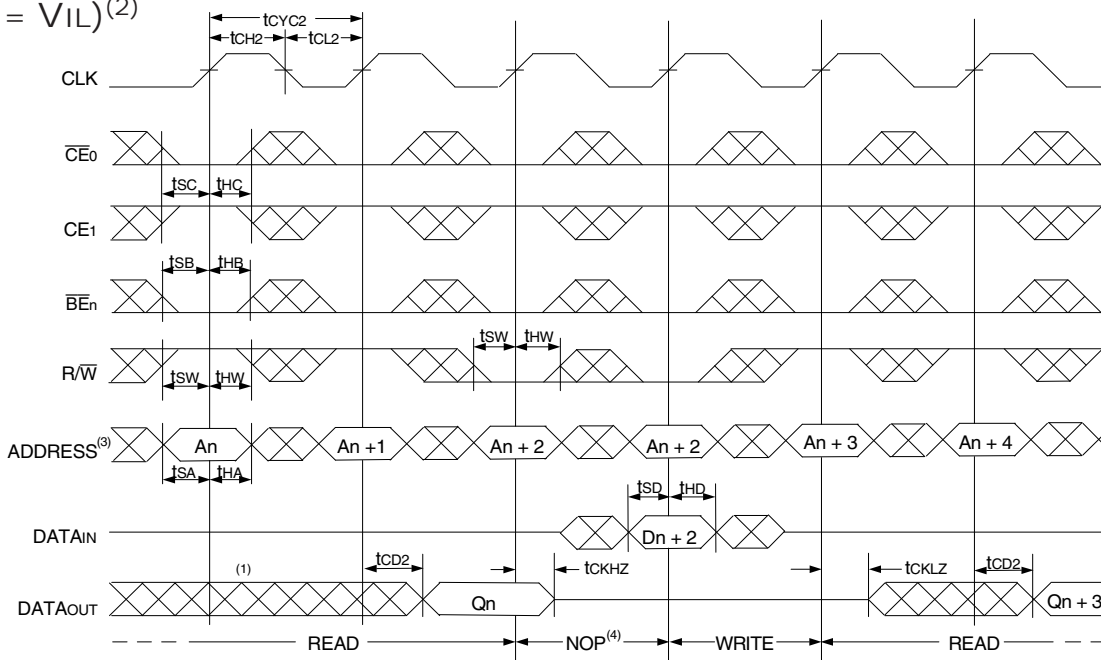 = VIL)(2)
tCYC2
tCH2 tCL2
CLK
CE0
tSC tHC
CE1
tSB tHB
BEn
tSW tHW
R/W
tSW tHW
ADDRESS(3) An An +1 An + 2 An + 2 An + 3 An + 4
tSA tHA
tSD tHD
DATAIN Dn + 2
(1) tCD2 tCKHZ tCKLZ tCD2
DATAOUT Qn Qn + 3
READ NOP(4) WRITE READ